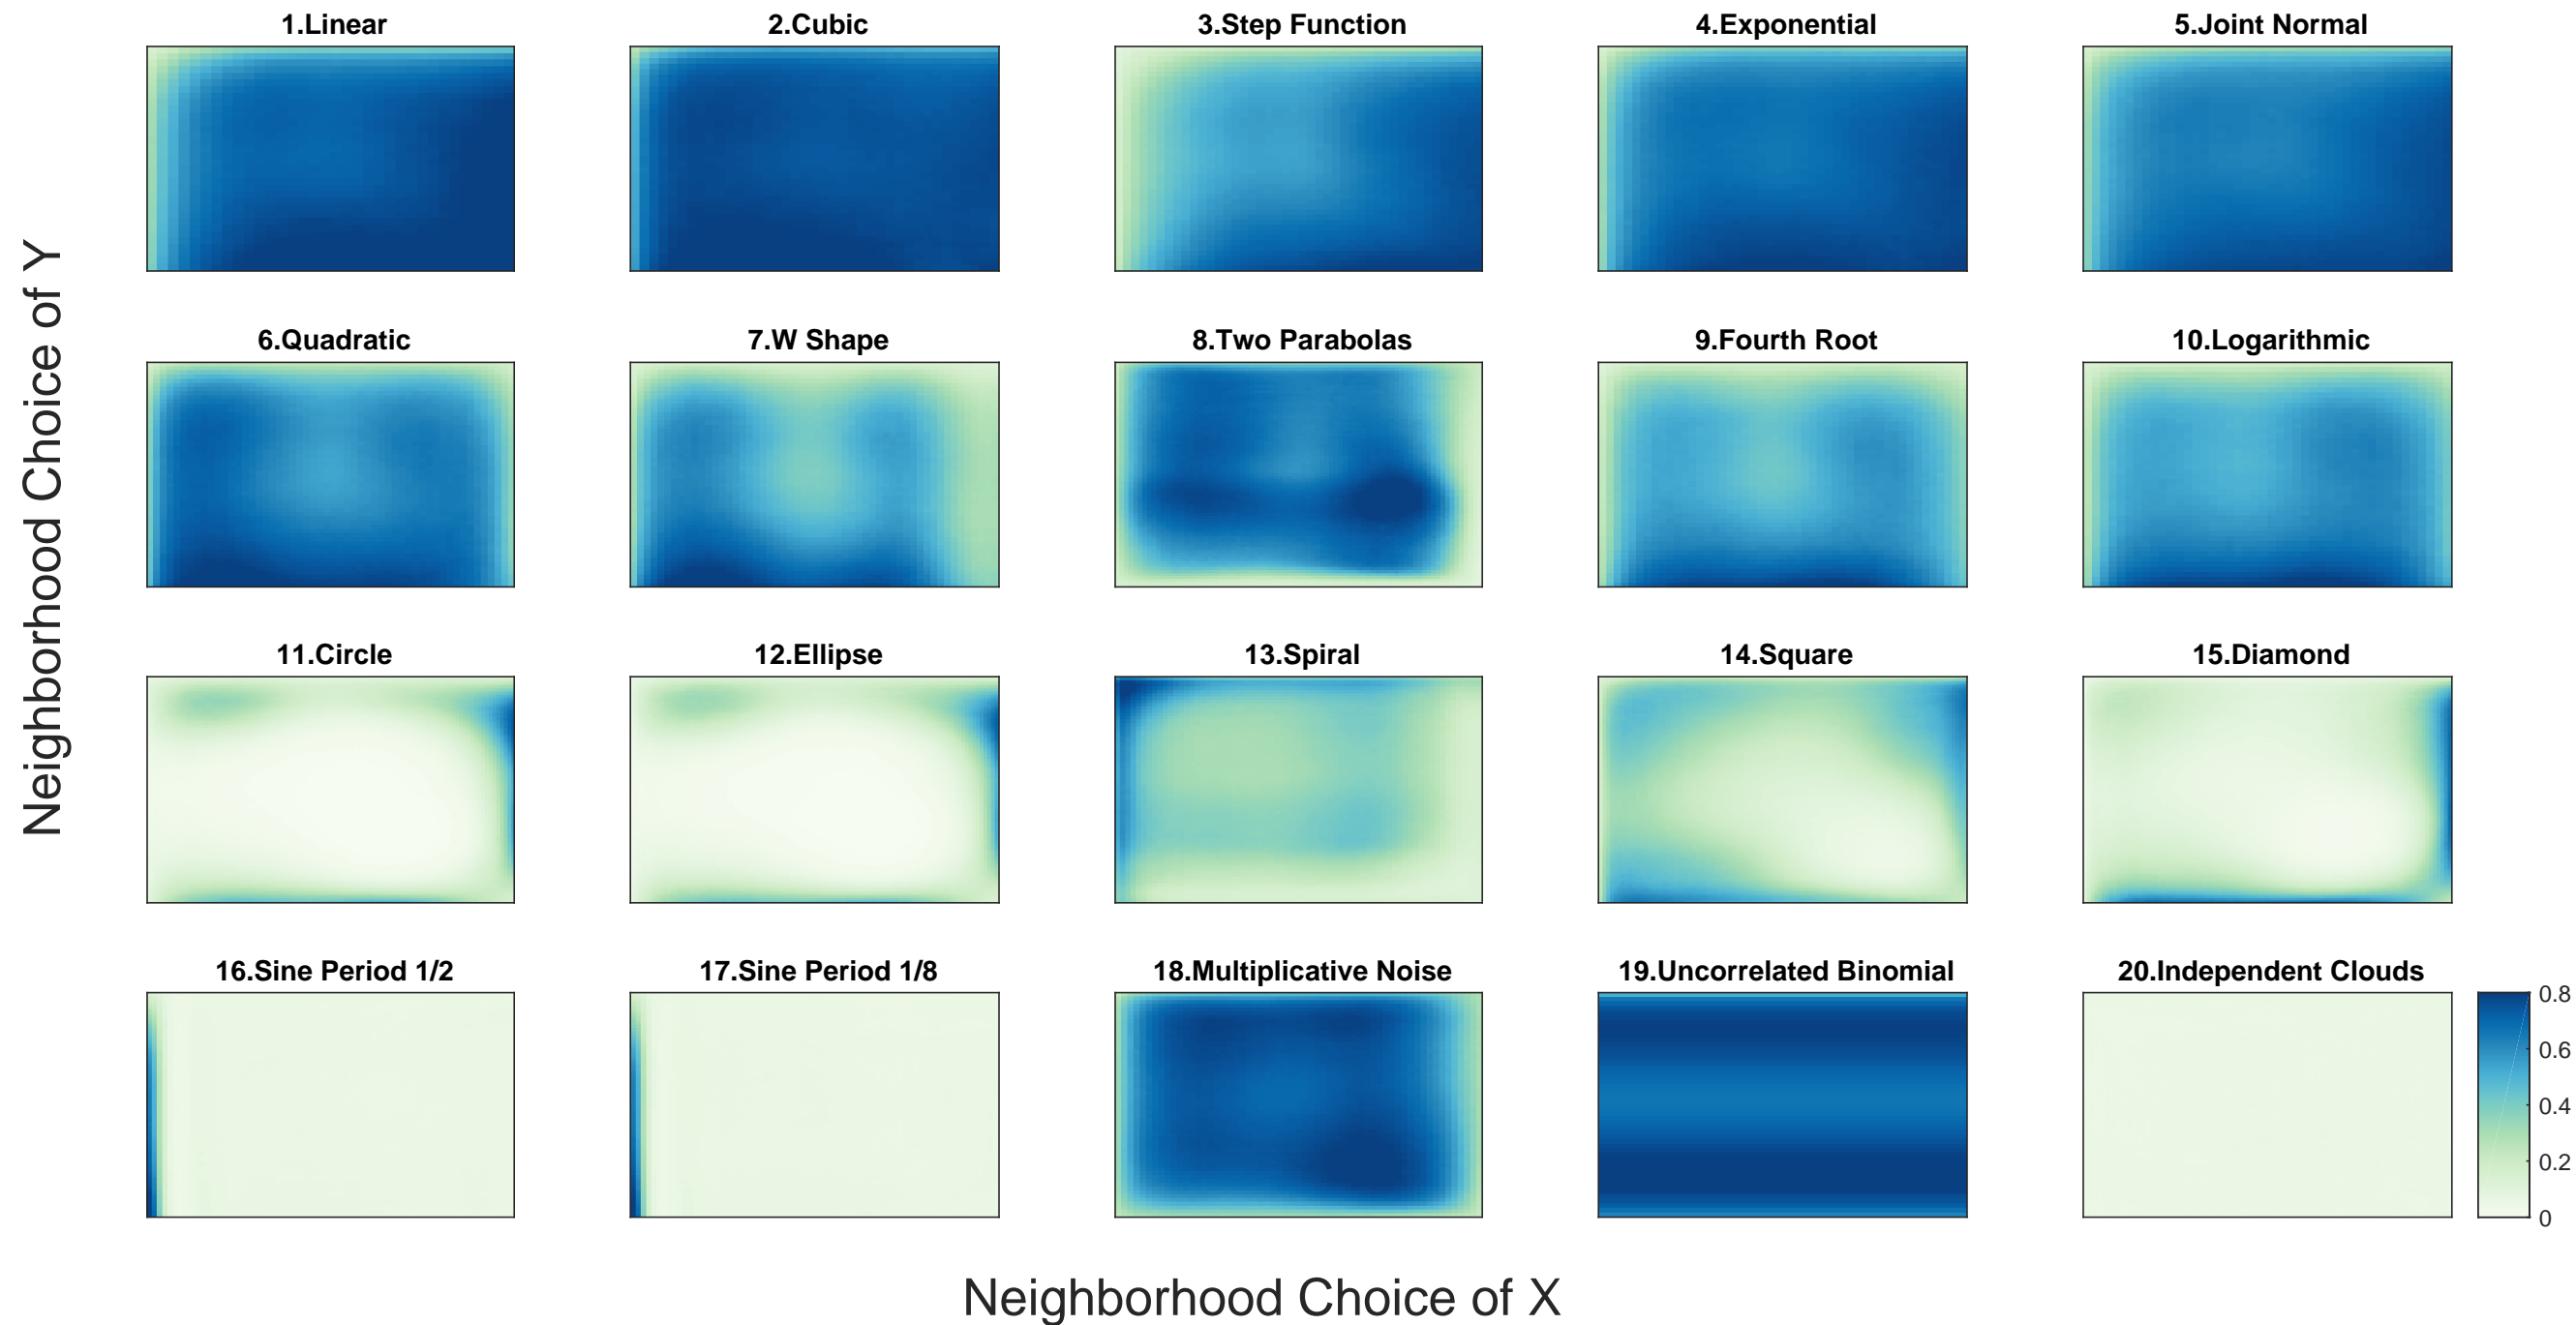 1.Linear
2.Cubic
3.Step Function
4.Exponential
5.Joint Normal
Neighborhood Choice of Y
6.Quadratic
7.W Shape
8.Two Parabolas
9.Fourth Root
10.Logarithmic
11.Circle
12.Ellipse
13.Spiral
14.Square
15.Diamond
16.Sine Period 1/2
17.Sine Period 1/8
18.Multiplicative Noise
19.Uncorrelated Binomial
20.Independent Clouds
0.8
0.6
0.4
0.2
0
Neighborhood Choice of X